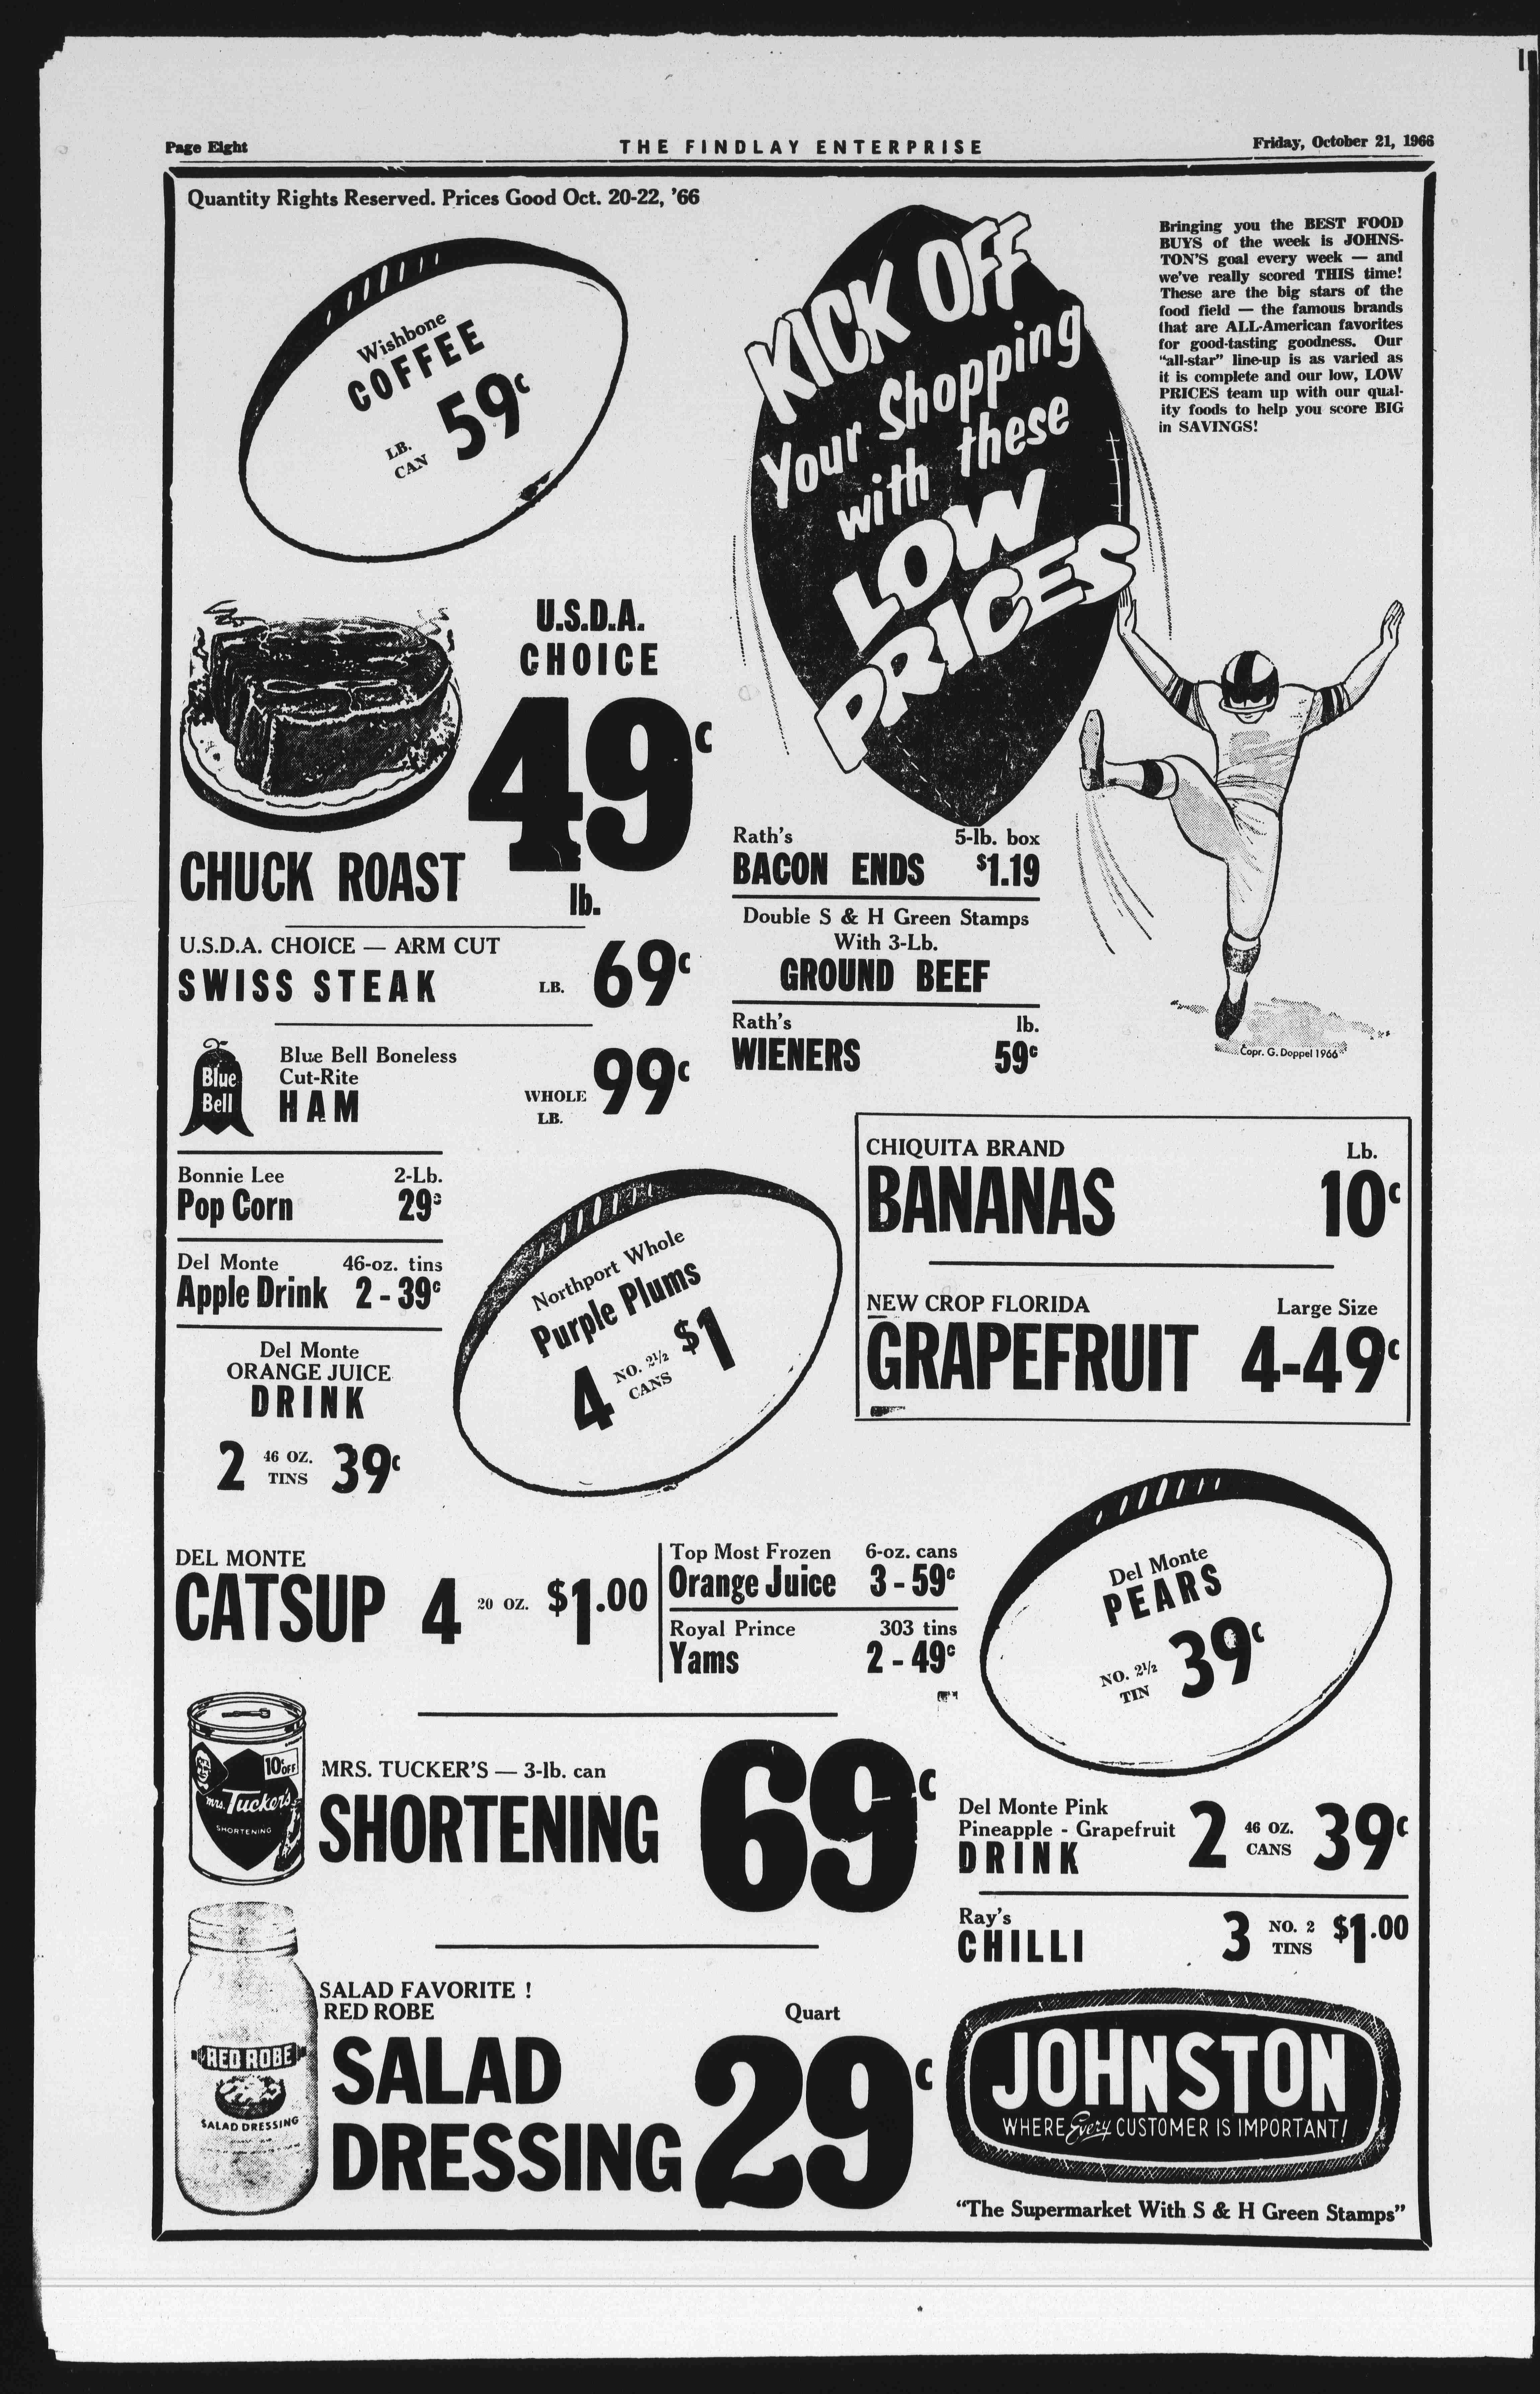 Page Eight
THE FINDLAY ENTERPRISE
Friday, October 21, 1966
Quantity Rights Reserved. Prices Good Oct. 20-22, '66
Wishbone
COFFEE
LB.
CAN
59c
KICK OFF
Your Shopping
with these
LOW
PRICES
Bringing you the BEST FOOD
BUYS of the week is JOHNS-
TON'S goal every week — and
we've really scored THIS time!
These are the big stars of the
food field — the famous brands
that are ALL-American favorites
for good-tasting goodness. Our
"all-star" line-up is as varied as
it is complete and our low, LOW
PRICES team up with our qual-
ity foods to help you score BIG
in SAVINGS!
Copr. G. Doppel 1966
U.S.D.A.
CHOICE
49c
CHUCK ROAST
lb.
U.S.D.A. CHOICE — ARM CUT
SWISS STEAK LB. 69c
Blue
Bell
Blue Bell Boneless
Cut-Rite
HAM
WHOLE
LB.
99c
Rath's 5-lb. box
BACON ENDS $1.19
Double S & H Green Stamps
With 3-Lb.
GROUND BEEF
Rath's lb.
WIENERS 59c
Bonnie Lee 2-Lb.
Pop Corn 29c
Del Monte 46-oz. tins
Apple Drink 2 - 39c
Del Monte
ORANGE JUICE
DRINK
2 46 OZ. TINS 39c
Northport Whole
Purple Plums
4 NO. 2½ CANS $1
CHIQUITA BRAND Lb.
BANANAS 10c
NEW CROP FLORIDA Large Size
GRAPEFRUIT 4-49c
DEL MONTE
CATSUP 4 20 OZ. $1.00
Top Most Frozen 6-oz. cans
Orange Juice 3 - 59c
Royal Prince 303 tins
Yams 2 - 49c
Del Monte
PEARS
NO. 2½
TIN
39c
10c OFF
mrs. Tucker's
SHORTENING
MRS. TUCKER'S — 3-lb. can
SHORTENING 69c
Del Monte Pink
Pineapple - Grapefruit
DRINK
2 46 OZ. CANS 39c
Ray's
CHILLI 3 NO. 2 TINS $1.00
RED ROBE
SALAD DRESSING
SALAD FAVORITE !
RED ROBE
SALAD
DRESSING
Quart
29c
JOHNSTON
WHERE Every CUSTOMER IS IMPORTANT!
"The Supermarket With S & H Green Stamps"